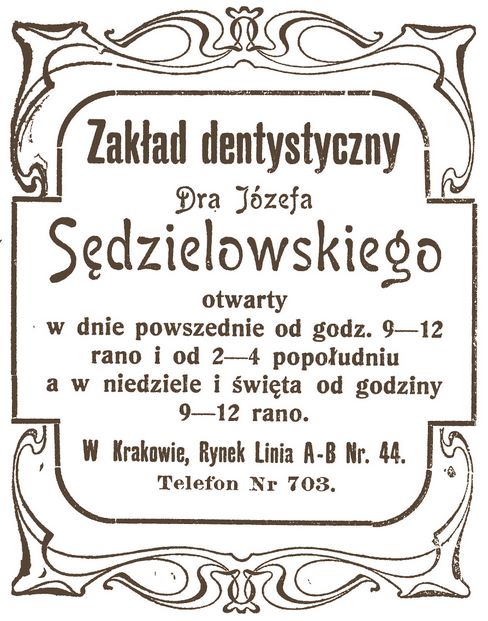 Zakład dentystyczny
Dra Józefa
Sędzielowskiego
otwarty
w dnie powszednie od godz. 9—12
rano i od 2—4 popołudniu
a w niedziele i święta od godziny
9—12 rano.
W Krakowie, Rynek Linia A-B Nr. 44.
Telefon Nr 703.